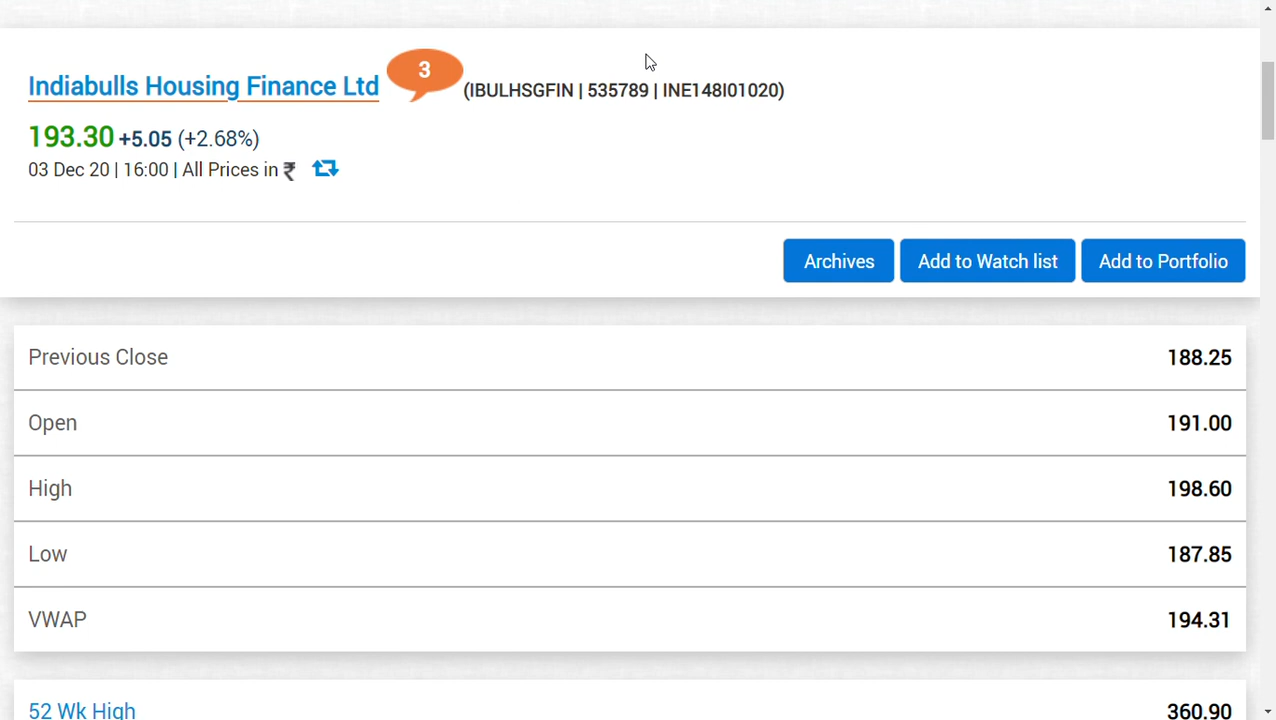 Indiabulls Housing Finance Ltd 3 (IBULHSGFIN | 535789 | INE148I01020)
193.30 +5.05 (+2.68%)
03 Dec 20 | 16:00 | All Prices in ₹
Archives Add to Watch list Add to Portfolio
Previous Close 188.25
Open 191.00
High 198.60
Low 187.85
VWAP 194.31
52 Wk High 360.90